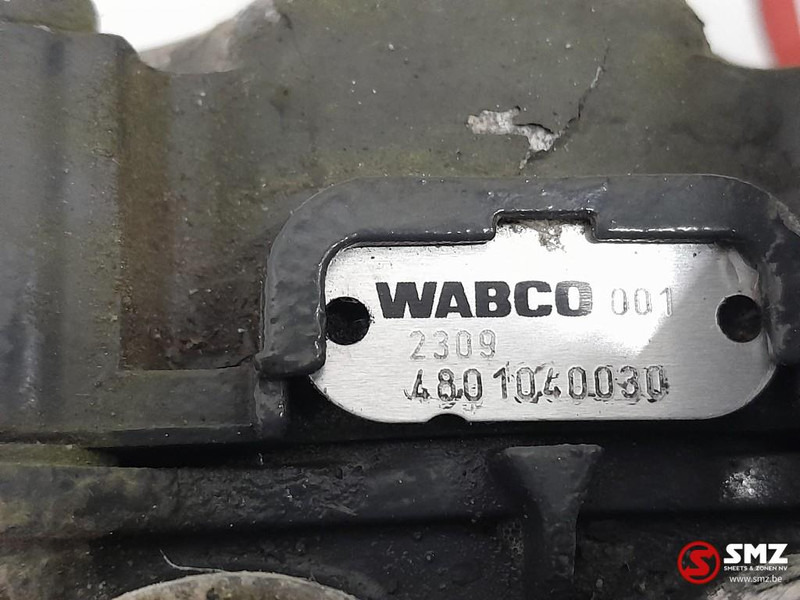 WABCO 001
2309
4801040030
SMZ
SMEETS & ZONEN NV
www.smz.be